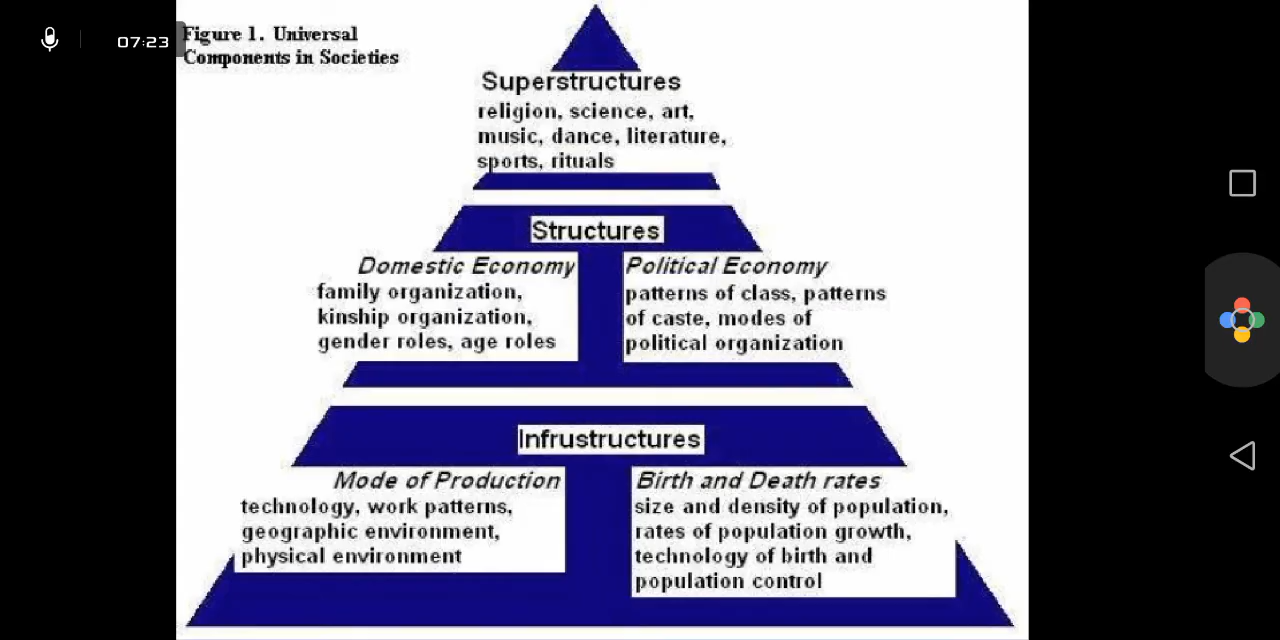 07:23
Figure 1. Universal
Components in Societies
Superstructures
religion, science, art,
music, dance, literature,
sports, rituals
Structures
Domestic Economy
family organization,
kinship organization,
gender roles, age roles
Political Economy
patterns of class, patterns
of caste, modes of
political organization
Infrustructures
Mode of Production
technology, work patterns,
geographic environment,
physical environment
Birth and Death rates
size and density of population,
rates of population growth,
technology of birth and
population control